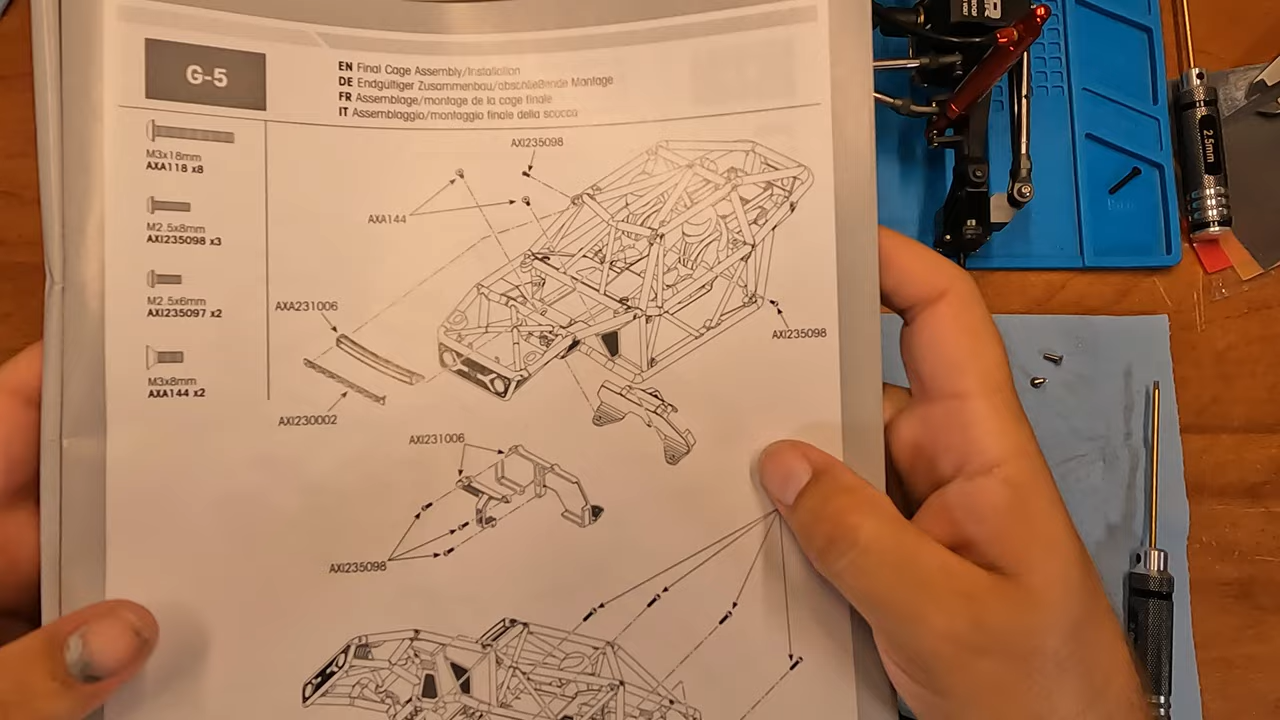 G-5
EN Final Cage Assembly/Installation
DE Endgültiger Zusammenbau/abschließende Montage
FR Assemblage/montage de la cage finale
IT Assemblaggio/montaggio finale della scocca
M3x18mm
AXA118 x8
M2.5x8mm
AXI235098 x3
M2.5x6mm
AXI235097 x2
M3x8mm
AXA144 x2
AXI235098
AXA144
AXA231006
AXI235098
AXI230002
AXI231006
AXI235098
2.5mm